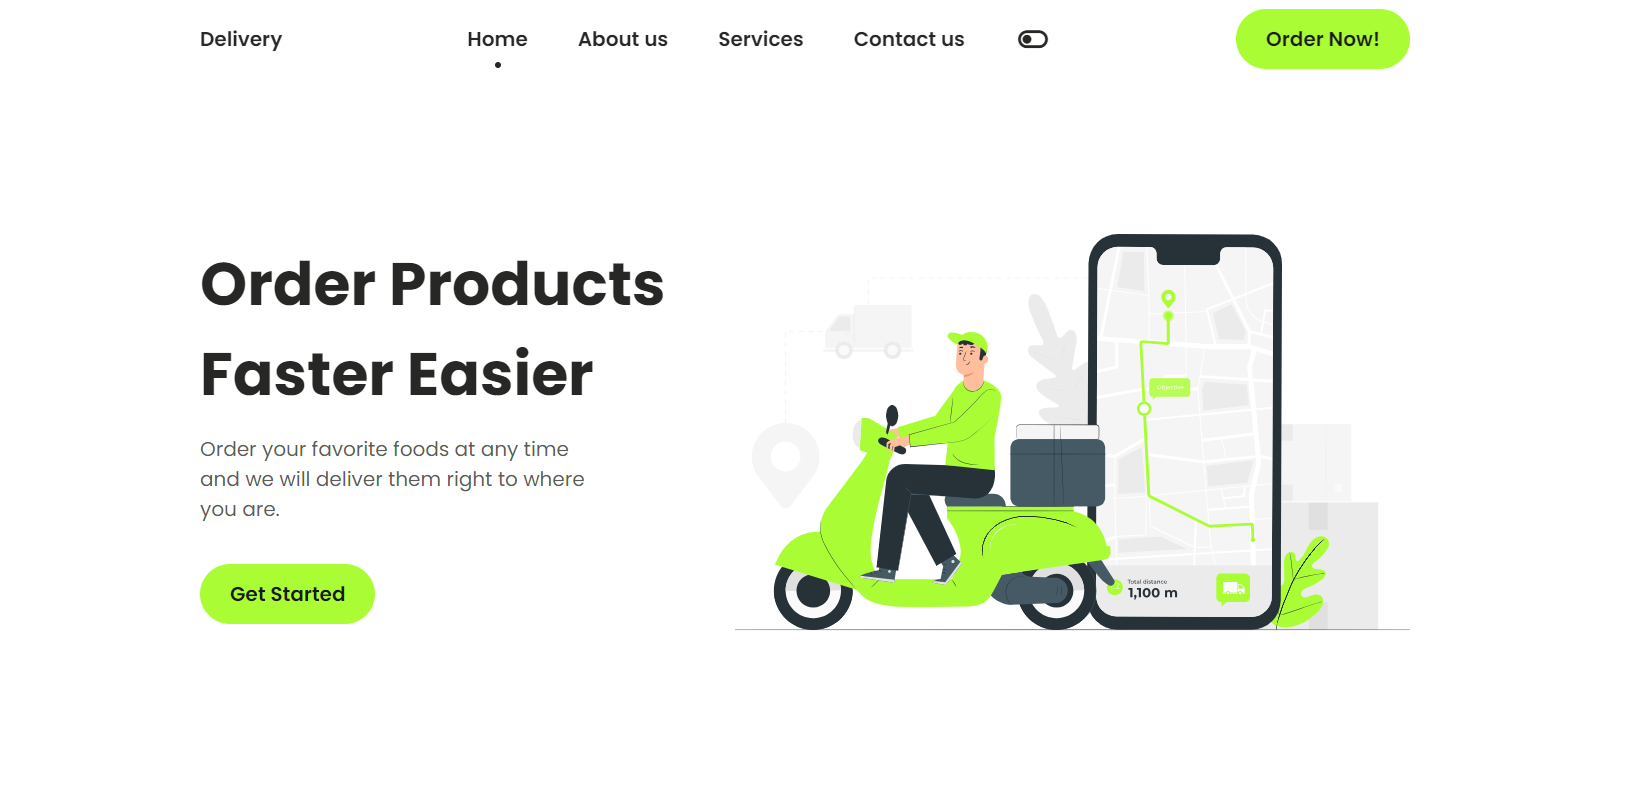 Delivery
Home
About us
Services
Contact us
Order Now!
Order Products
Faster Easier
Order your favorite foods at any time
and we will deliver them right to where
you are.
Get Started
Objective
Total distance
1,100 m